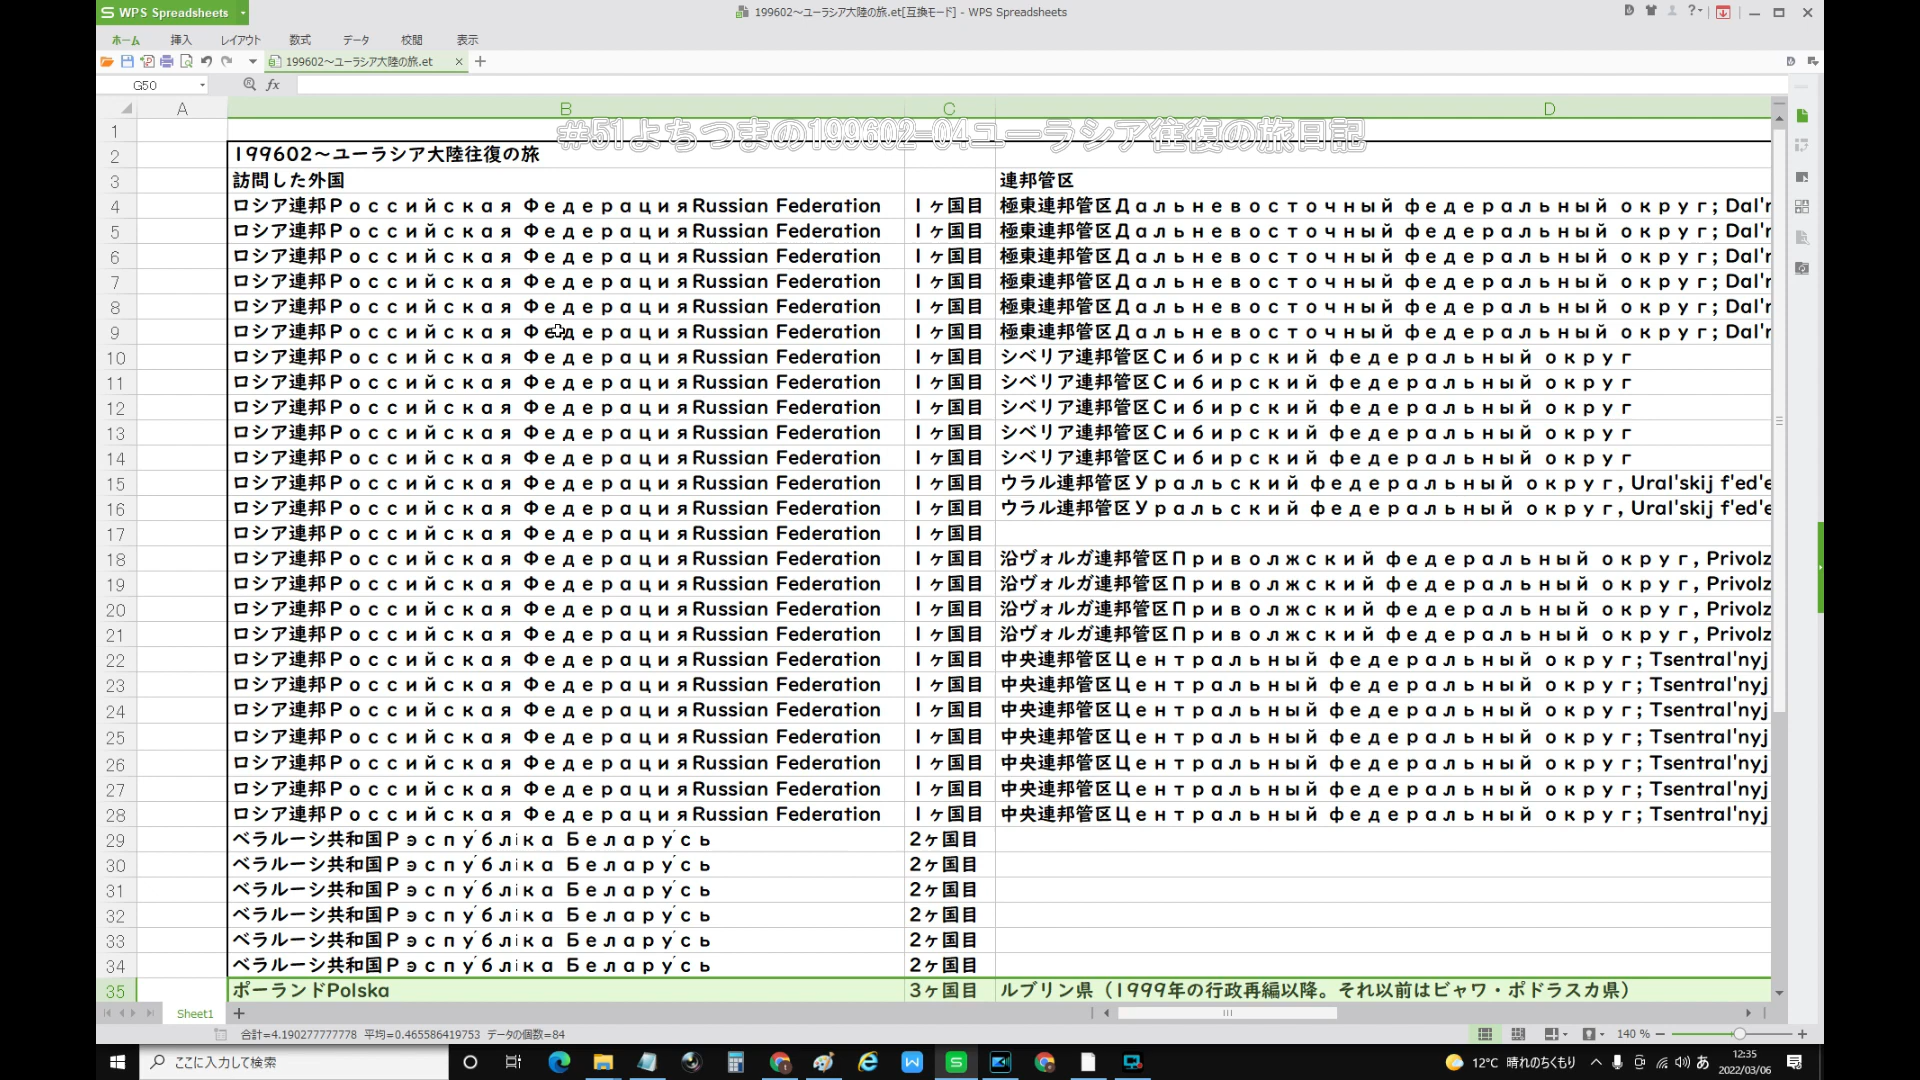 WPS Spreadsheets
199602～ユーラシア大陸の旅.et[互換モード] - WPS Spreadsheets
ホーム 挿入 レイアウト 数式 データ 校閲 表示
199602～ユーラシア大陸の旅.et
G50 fx
A B C D
#51よちつまの199602-04ユーラシア往復の旅日記
1
2 199602～ユーラシア大陸往復の旅
3 訪問した外国 連邦管区
4 ロシア連邦Российская ФедерацияRussian Federation 1ヶ国目 極東連邦管区Дальневосточный федеральный округ; Dal'r
5 ロシア連邦Российская ФедерацияRussian Federation 1ヶ国目 極東連邦管区Дальневосточный федеральный округ; Dal'r
6 ロシア連邦Российская ФедерацияRussian Federation 1ヶ国目 極東連邦管区Дальневосточный федеральный округ; Dal'r
7 ロシア連邦Российская ФедерацияRussian Federation 1ヶ国目 極東連邦管区Дальневосточный федеральный округ; Dal'r
8 ロシア連邦Российская ФедерацияRussian Federation 1ヶ国目 極東連邦管区Дальневосточный федеральный округ; Dal'r
9 ロシア連邦Российская ФедерацияRussian Federation 1ヶ国目 極東連邦管区Дальневосточный федеральный округ; Dal'r
10 ロシア連邦Российская ФедерацияRussian Federation 1ヶ国目 シベリア連邦管区Сибирский федеральный округ
11 ロシア連邦Российская ФедерацияRussian Federation 1ヶ国目 シベリア連邦管区Сибирский федеральный округ
12 ロシア連邦Российская ФедерацияRussian Federation 1ヶ国目 シベリア連邦管区Сибирский федеральный округ
13 ロシア連邦Российская ФедерацияRussian Federation 1ヶ国目 シベリア連邦管区Сибирский федеральный округ
14 ロシア連邦Российская ФедерацияRussian Federation 1ヶ国目 シベリア連邦管区Сибирский федеральный округ
15 ロシア連邦Российская ФедерацияRussian Federation 1ヶ国目 ウラル連邦管区Уральский федеральный округ, Ural'skij f'ed'e
16 ロシア連邦Российская ФедерацияRussian Federation 1ヶ国目 ウラル連邦管区Уральский федеральный округ, Ural'skij f'ed'e
17 ロシア連邦Российская ФедерацияRussian Federation 1ヶ国目
18 ロシア連邦Российская ФедерацияRussian Federation 1ヶ国目 沿ヴォルガ連邦管区Приволжский федеральный округ, Privolz
19 ロシア連邦Российская ФедерацияRussian Federation 1ヶ国目 沿ヴォルガ連邦管区Приволжский федеральный округ, Privolz
20 ロシア連邦Российская ФедерацияRussian Federation 1ヶ国目 沿ヴォルガ連邦管区Приволжский федеральный округ, Privolz
21 ロシア連邦Российская ФедерацияRussian Federation 1ヶ国目 沿ヴォルガ連邦管区Приволжский федеральный округ, Privolz
22 ロシア連邦Российская ФедерацияRussian Federation 1ヶ国目 中央連邦管区Центральный федеральный округ; Tsentral'nyj
23 ロシア連邦Российская ФедерацияRussian Federation 1ヶ国目 中央連邦管区Центральный федеральный округ; Tsentral'nyj
24 ロシア連邦Российская ФедерацияRussian Federation 1ヶ国目 中央連邦管区Центральный федеральный округ; Tsentral'nyj
25 ロシア連邦Российская ФедерацияRussian Federation 1ヶ国目 中央連邦管区Центральный федеральный округ; Tsentral'nyj
26 ロシア連邦Российская ФедерацияRussian Federation 1ヶ国目 中央連邦管区Центральный федеральный округ; Tsentral'nyj
27 ロシア連邦Российская ФедерацияRussian Federation 1ヶ国目 中央連邦管区Центральный федеральный округ; Tsentral'nyj
28 ロシア連邦Российская ФедерацияRussian Federation 1ヶ国目 中央連邦管区Центральный федеральный округ; Tsentral'nyj
29 ベラルーシ共和国Рэспу́бліка Белару́сь 2ヶ国目
30 ベラルーシ共和国Рэспу́бліка Белару́сь 2ヶ国目
31 ベラルーシ共和国Рэспу́бліка Белару́сь 2ヶ国目
32 ベラルーシ共和国Рэспу́бліка Белару́сь 2ヶ国目
33 ベラルーシ共和国Рэспу́бліка Белару́сь 2ヶ国目
34 ベラルーシ共和国Рэспу́бліка Белару́сь 2ヶ国目
35 ポーランドPolska 3ヶ国目 ルブリン県（1999年の行政再編以降。それ以前はビャワ・ポドラスカ県）
Sheet1
合計=4.190277777778 平均=0.465586419753 データの個数=84 140 %
ここに入力して検索 12°C 晴れのちくもり あ 12:35
2022/03/06